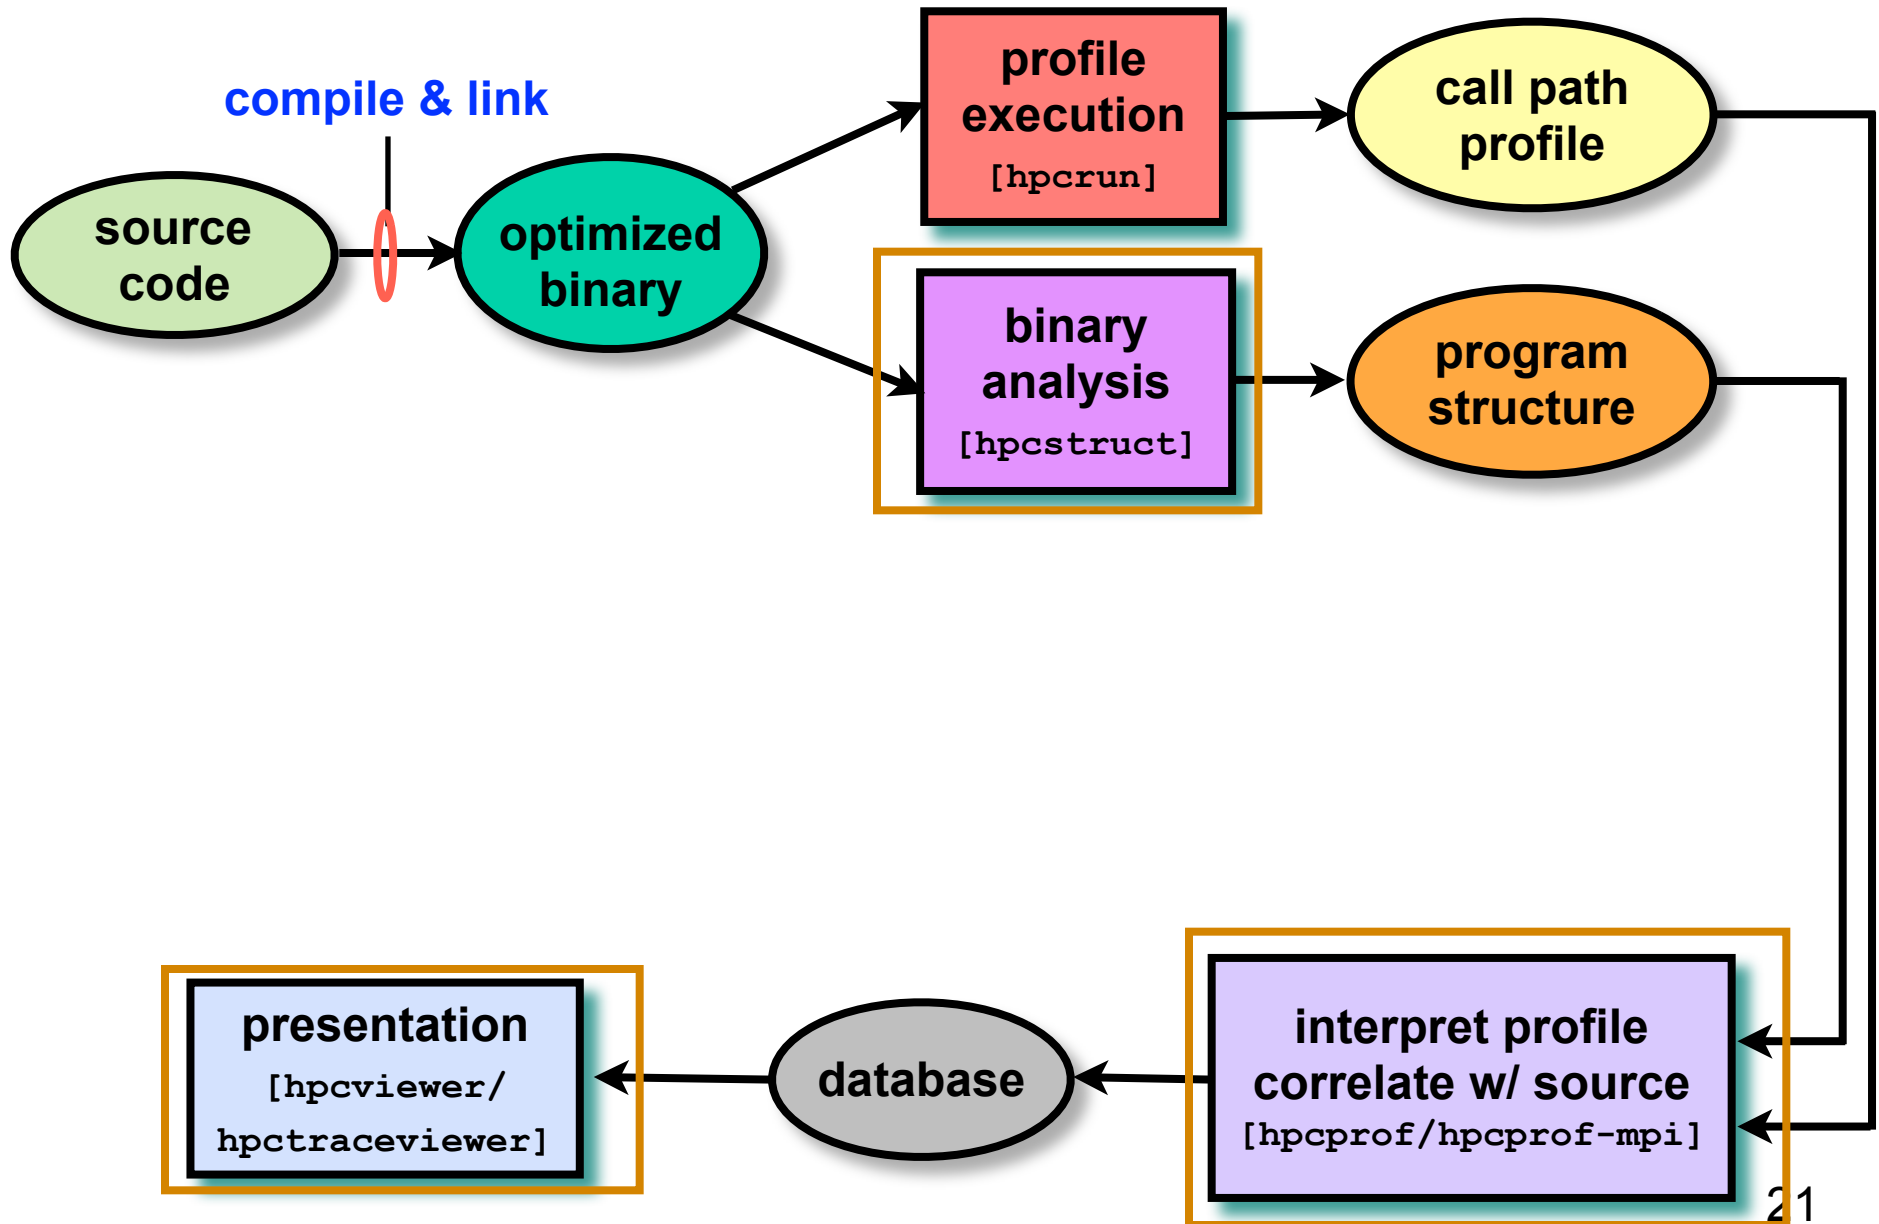 compile & link
source
code
optimized
binary
profile
execution
[hpcrun]
call path
profile
binary
analysis
[hpcstruct]
program
structure
interpret profile
correlate w/ source
[hpcprof/hpcprof-mpi]
database
presentation
[hpcviewer/
hpctraceviewer]
21